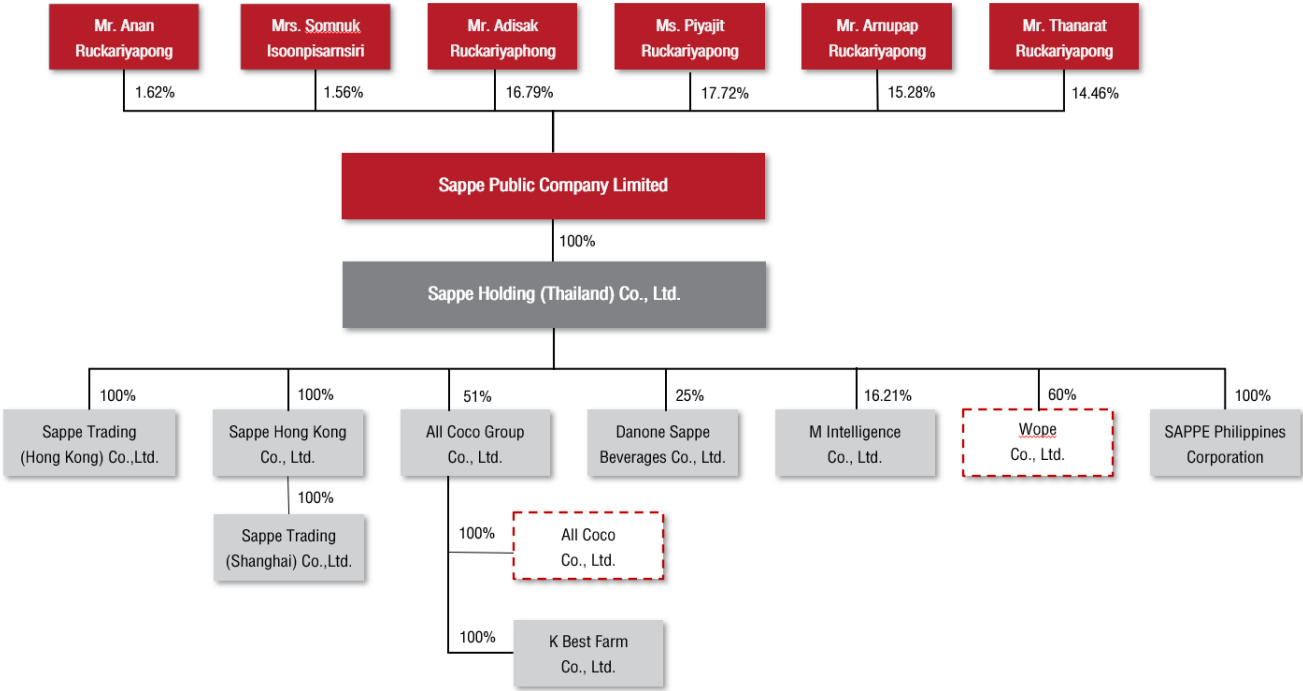 Mr. Anan
Ruckariyapong
Mrs. Somnuk
Isoonpisarnsiri
Mr. Adisak
Ruckariyaphong
Ms. Piyajit
Ruckariyapong
Mr. Arnupap
Ruckariyapong
Mr. Thanarat
Ruckariyapong
1.62%
1.56%
16.79%
17.72%
15.28%
14.46%
Sappe Public Company Limited
100%
Sappe Holding (Thailand) Co., Ltd.
100%
100%
51%
25%
16.21%
60%
100%
Sappe Trading
(Hong Kong) Co.,Ltd.
Sappe Hong Kong
Co., Ltd.
All Coco Group
Co., Ltd.
Danone Sappe
Beverages Co., Ltd.
M Intelligence
Co., Ltd.
Wope
Co., Ltd.
SAPPE Philippines
Corporation
100%
Sappe Trading
(Shanghai) Co.,Ltd.
100%
All Coco
Co., Ltd.
100%
K Best Farm
Co., Ltd.